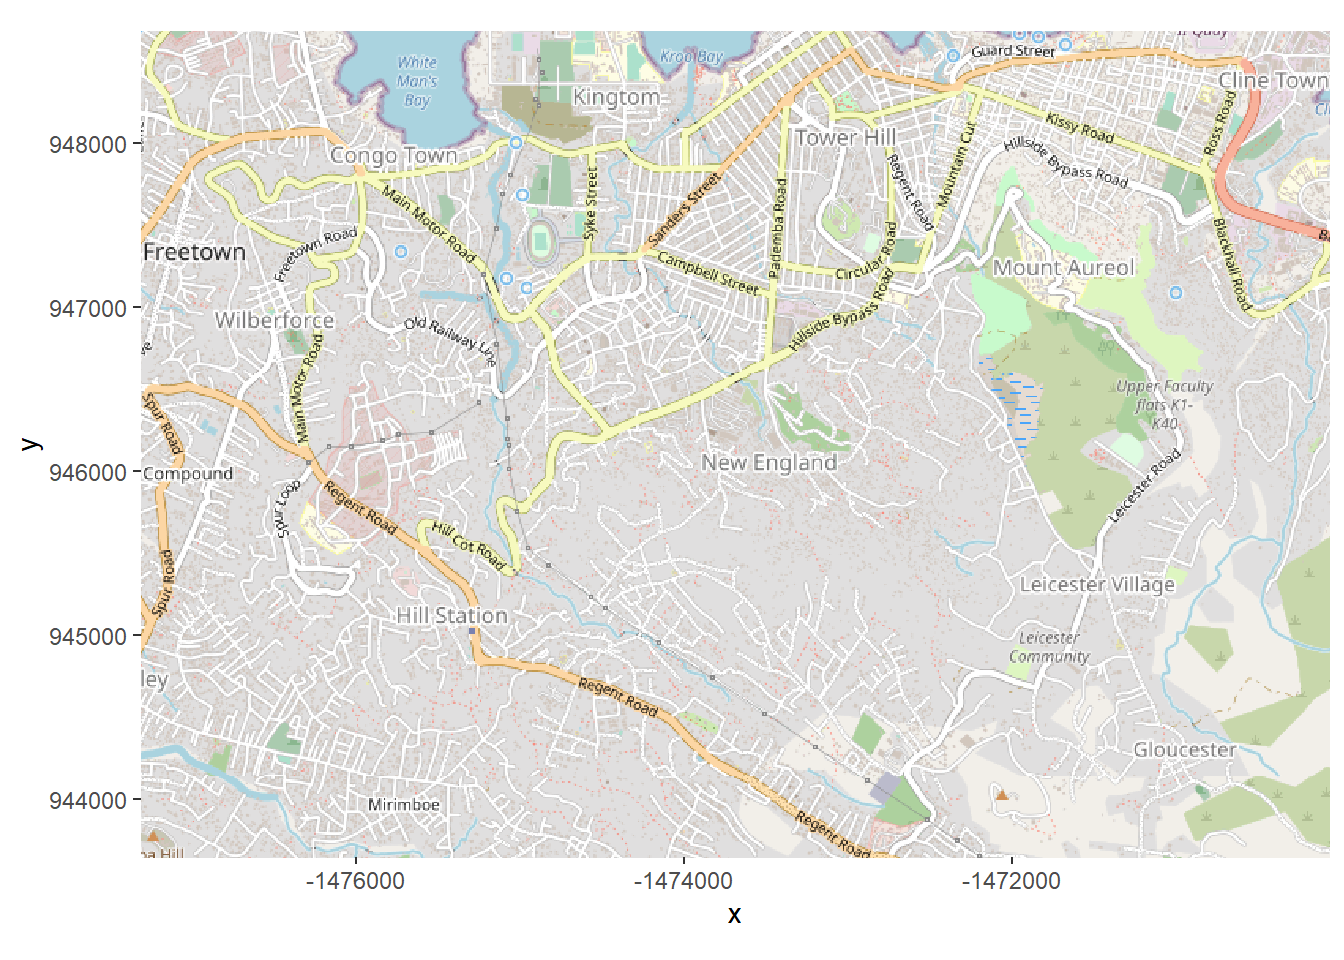 White
Man's
Bay
Kroo Bay
Guard Street
Cline Town
Kingtom
Tower Hill
Kissy Road
Ross Road
948000
Congo Town
Mountain Cut
Hillside Bypass Road
Regent Road
Main Motor Road
Syke Street
Sanders Street
Pademba Road
Freetown
Freetown Road
Campbell Street
Circular Road
Mount Aureol
Blackhall Road
947000
Wilberforce
Old Railway Line
Hillside Bypass Road
Main Motor Road
Upper Faculty
flats K1-
K40
Spur Road
y
946000
Compound
New England
Leicester Road
Spur Loop
Regent Road
Hill Cot Road
Spur Road
Leicester Village
Hill Station
945000
Leicester
Community
ley
Regent Road
Gloucester
944000
Mirimboe
Regent Road
-1476000
-1474000
-1472000
x